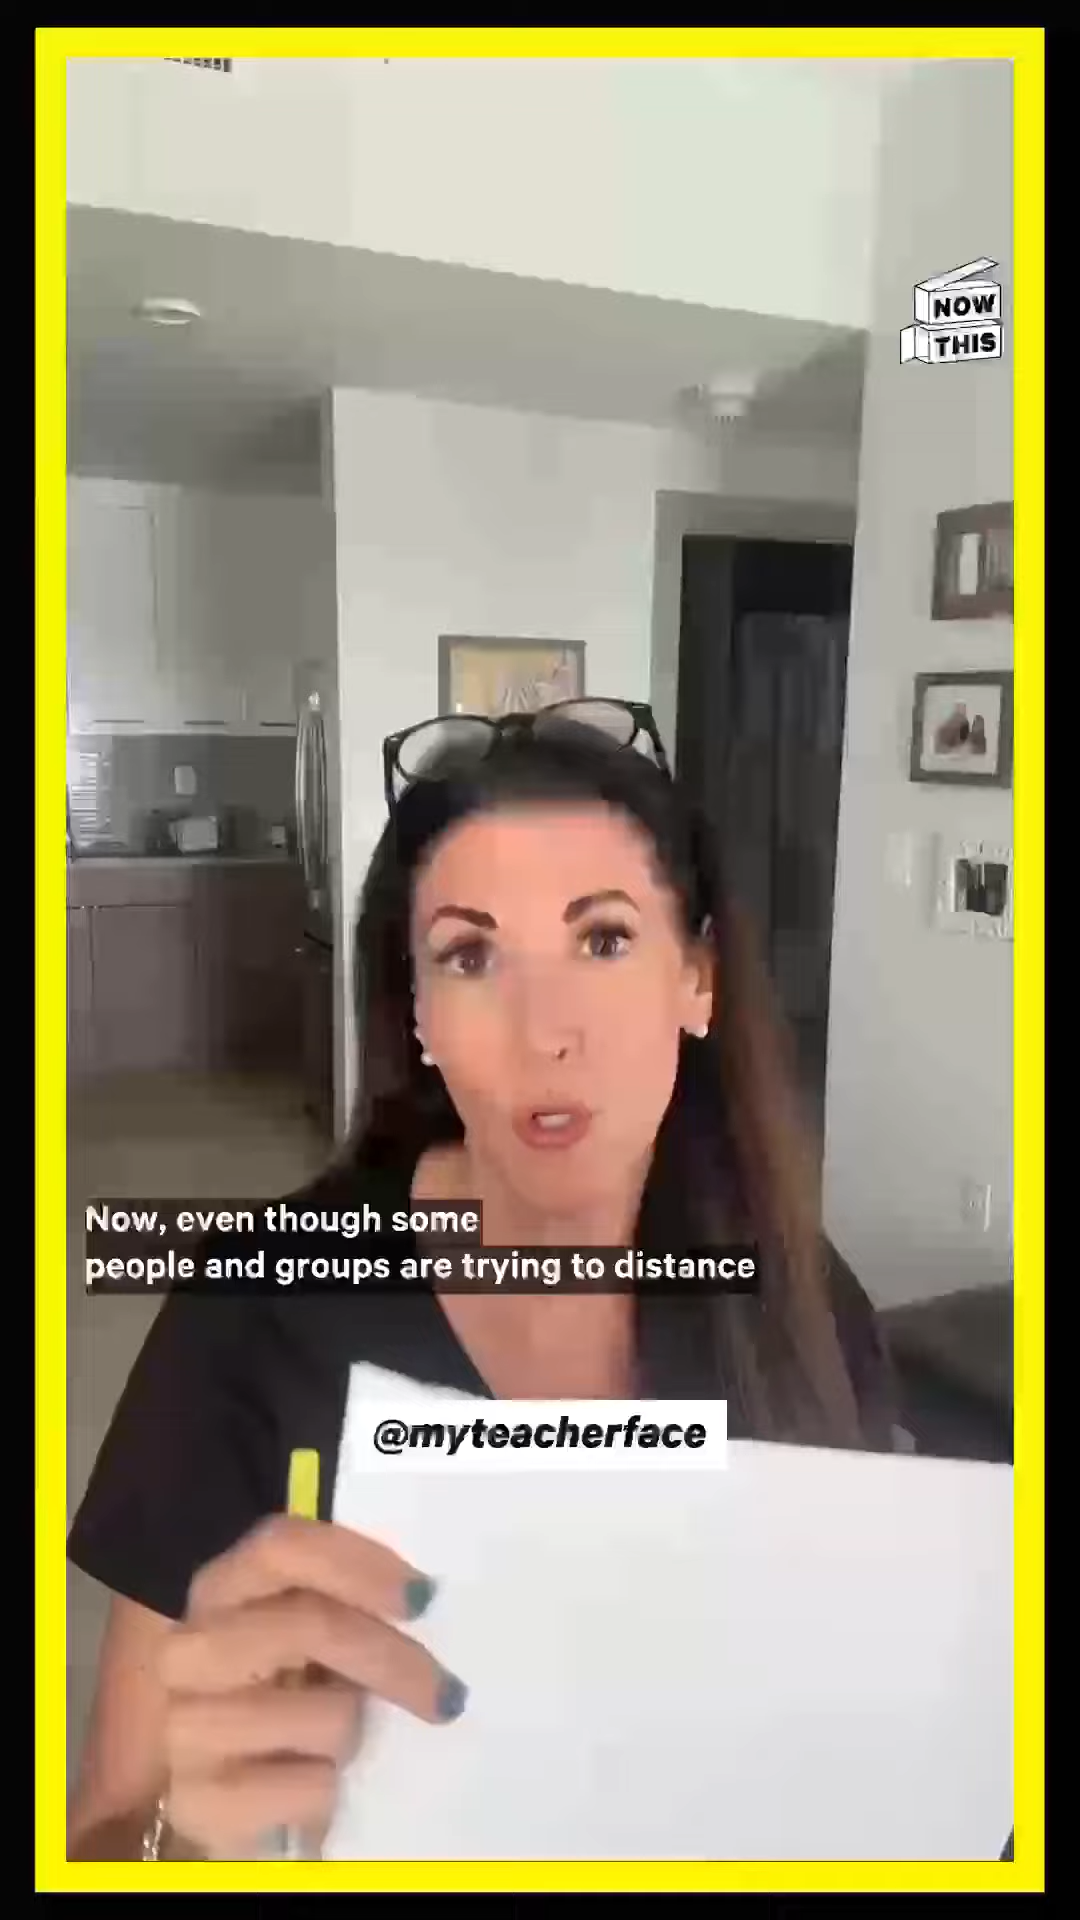 NOW
THIS
Now, even though some
people and groups are trying to distance
@myteacherface